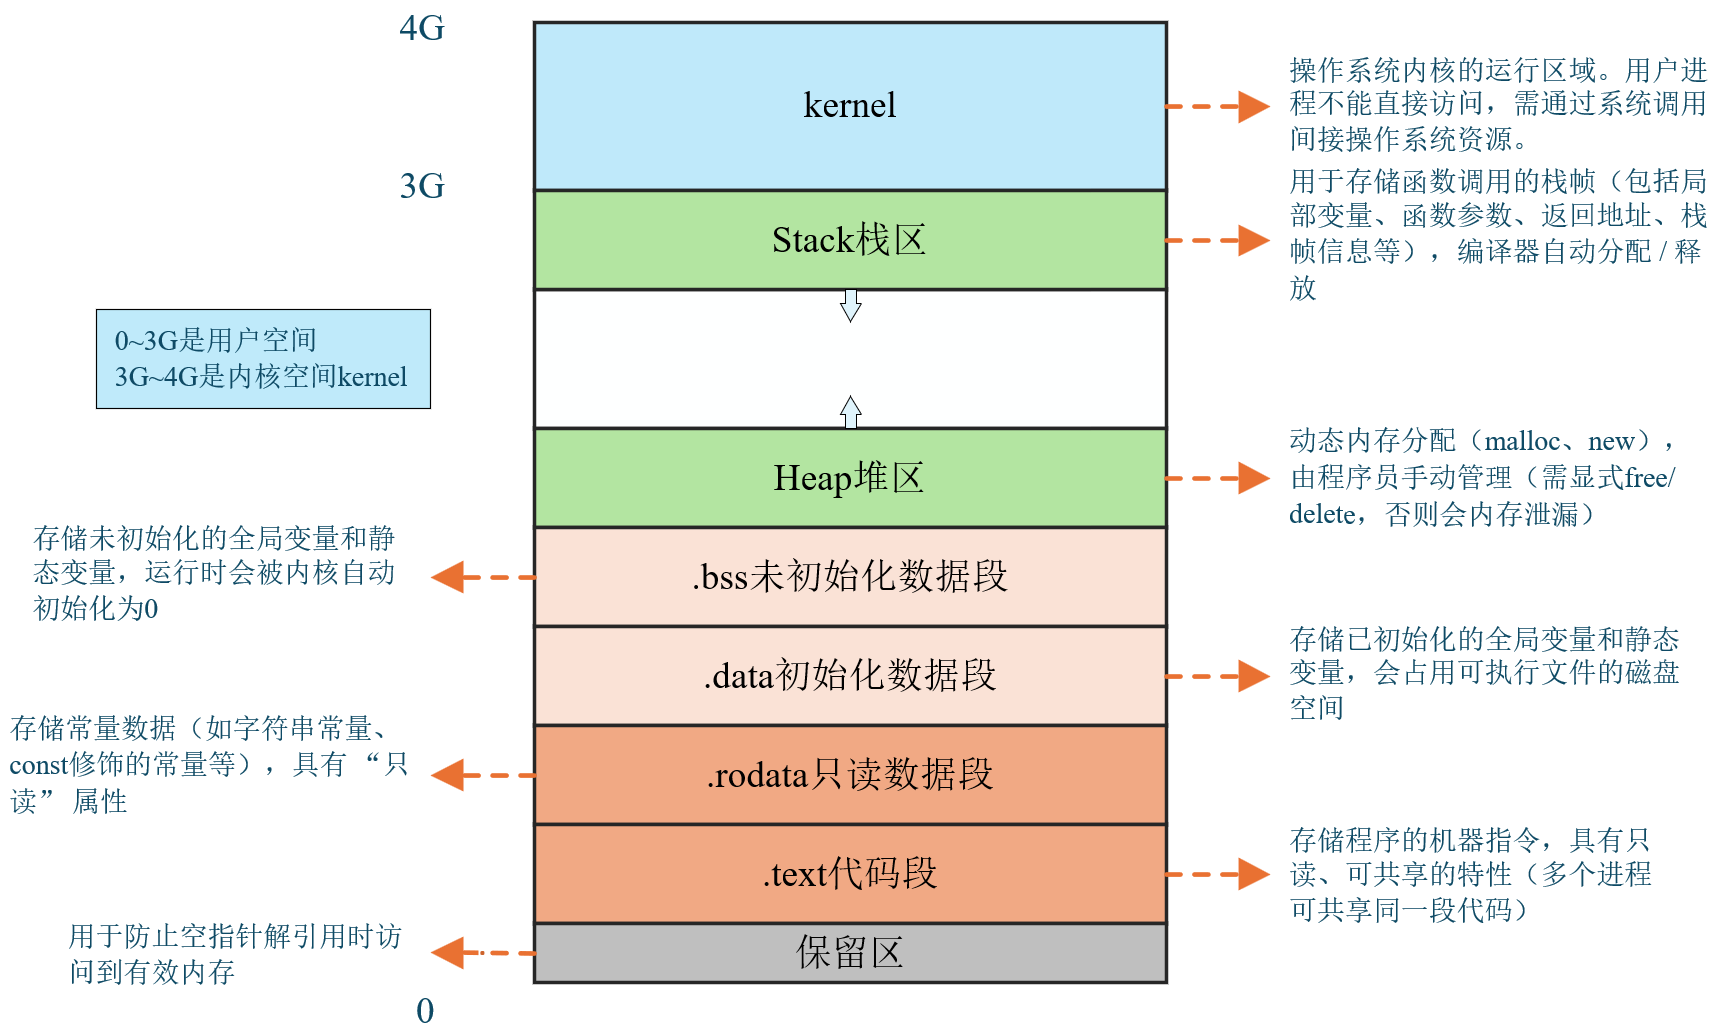 4G
kernel
操作系统内核的运行区域。用户进
程不能直接访问，需通过系统调用
间接操作系统资源。
3G
Stack栈区
用于存储函数调用的栈帧（包括局
部变量、函数参数、返回地址、栈
帧信息等），编译器自动分配 / 释
放
0~3G是用户空间
3G~4G是内核空间kernel
Heap堆区
动态内存分配（malloc、new），
由程序员手动管理（需显式free/
delete，否则会内存泄漏）
存储未初始化的全局变量和静
态变量，运行时会被内核自动
初始化为0
.bss未初始化数据段
.data初始化数据段
存储已初始化的全局变量和静态
变量，会占用可执行文件的磁盘
空间
存储常量数据（如字符串常量、
const修饰的常量等），具有 “只
读” 属性
.rodata只读数据段
.text代码段
存储程序的机器指令，具有只
读、可共享的特性（多个进程
可共享同一段代码）
用于防止空指针解引用时访
问到有效内存
保留区
0